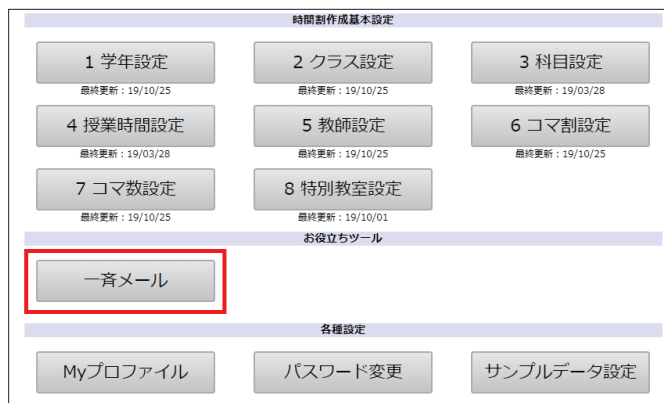 時間割作成基本設定
1 学年設定 2 クラス設定 3 科目設定
最終更新：19/10/25 最終更新：19/10/25 最終更新：19/03/28
4 授業時間設定 5 教師設定 6 コマ割設定
最終更新：19/03/28 最終更新：19/10/25 最終更新：19/10/25
7 コマ数設定 8 特別教室設定
最終更新：19/10/25 最終更新：19/10/01
お役立ちツール
一斉メール
各種設定
Myプロファイル パスワード変更 サンプルデータ設定